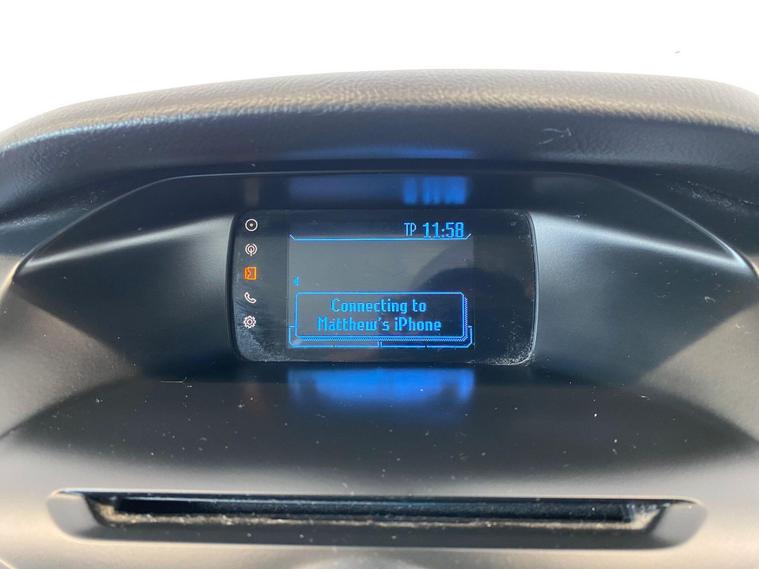 TP 11:58
Connecting to
Matthew's iPhone